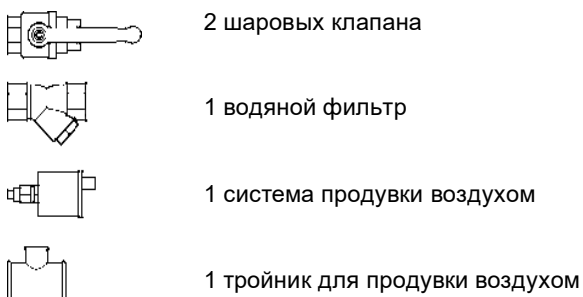 2 шаровых клапана
1 водяной фильтр
1 система продувки воздухом
1 тройник для продувки воздухом